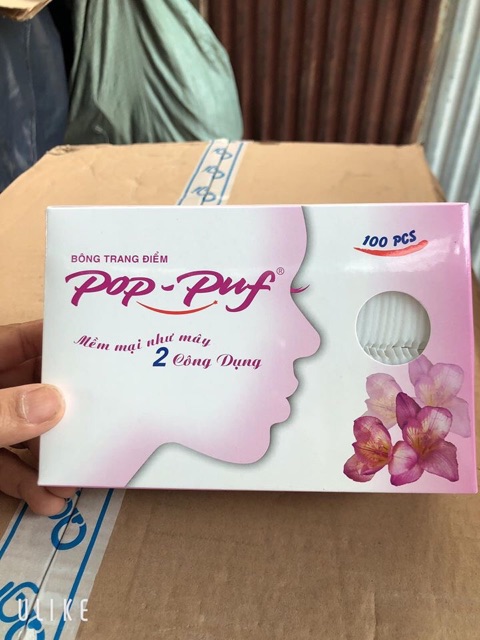 BÔNG TRANG ĐIỂM
Pop-Puf®
Mềm mại như mây
2 Công Dụng
100 PCS
ULIKE